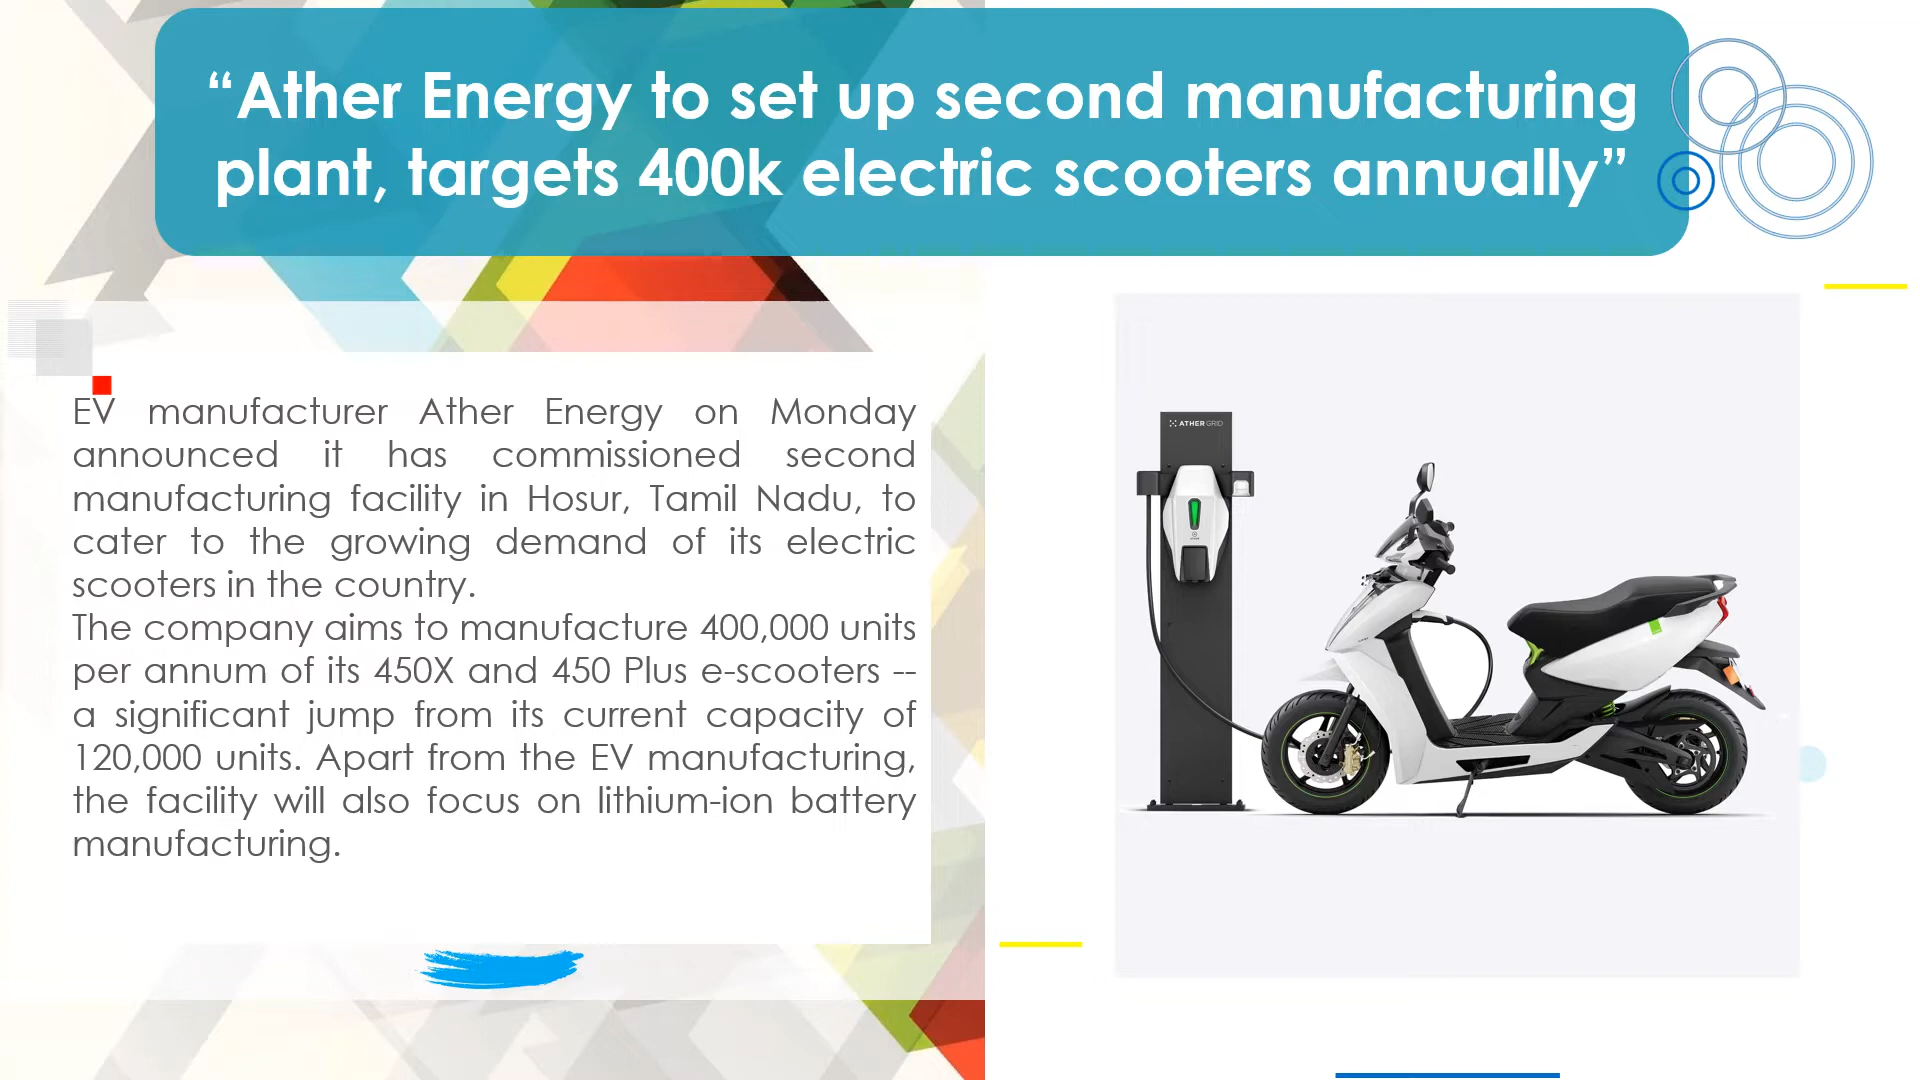 “Ather Energy to set up second manufacturing
plant, targets 400k electric scooters annually”
EV manufacturer Ather Energy on Monday
announced it has commissioned second
manufacturing facility in Hosur, Tamil Nadu, to
cater to the growing demand of its electric
scooters in the country.
The company aims to manufacture 400,000 units
per annum of its 450X and 450 Plus e-scooters --
a significant jump from its current capacity of
120,000 units. Apart from the EV manufacturing,
the facility will also focus on lithium-ion battery
manufacturing.
ATHER GRID